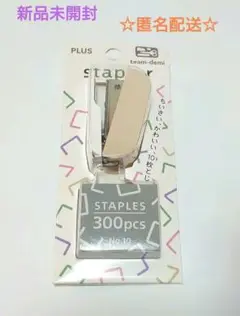 新品未開封
☆匿名配送☆
PLUS
team-demi
stapler
ちいさい、かわいい、10枚とじ
STAPLES
300pcs
No.10